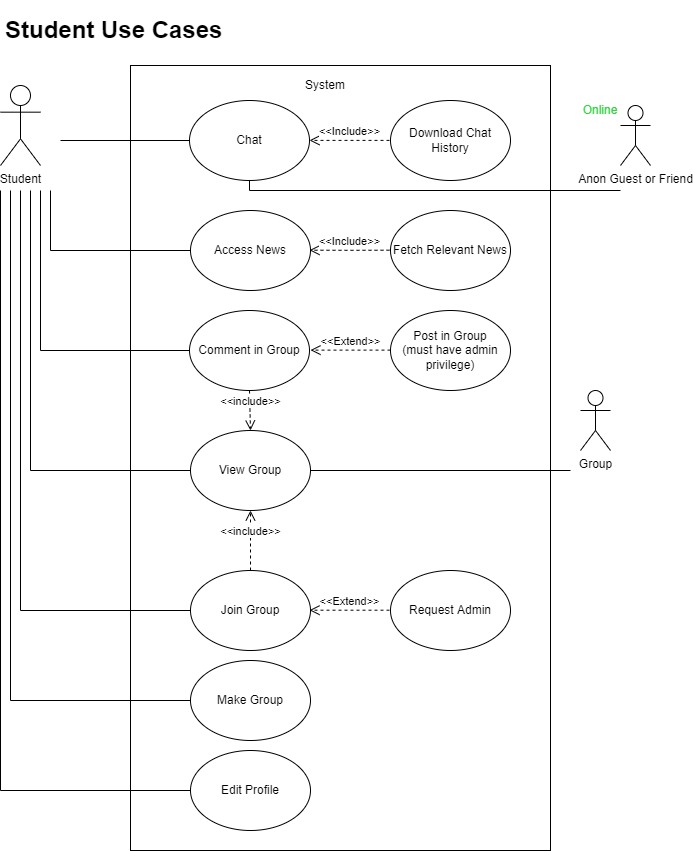 Student Use Cases
System
Chat
<<Include>>
Download Chat
History
Online
Student
Anon Guest or Friend
Access News
<<Include>>
Fetch Relevant News
Comment in Group
<<Extend>>
Post in Group
(must have admin
privilege)
<<include>>
View Group
Group
<<include>>
Join Group
<<Extend>>
Request Admin
Make Group
Edit Profile